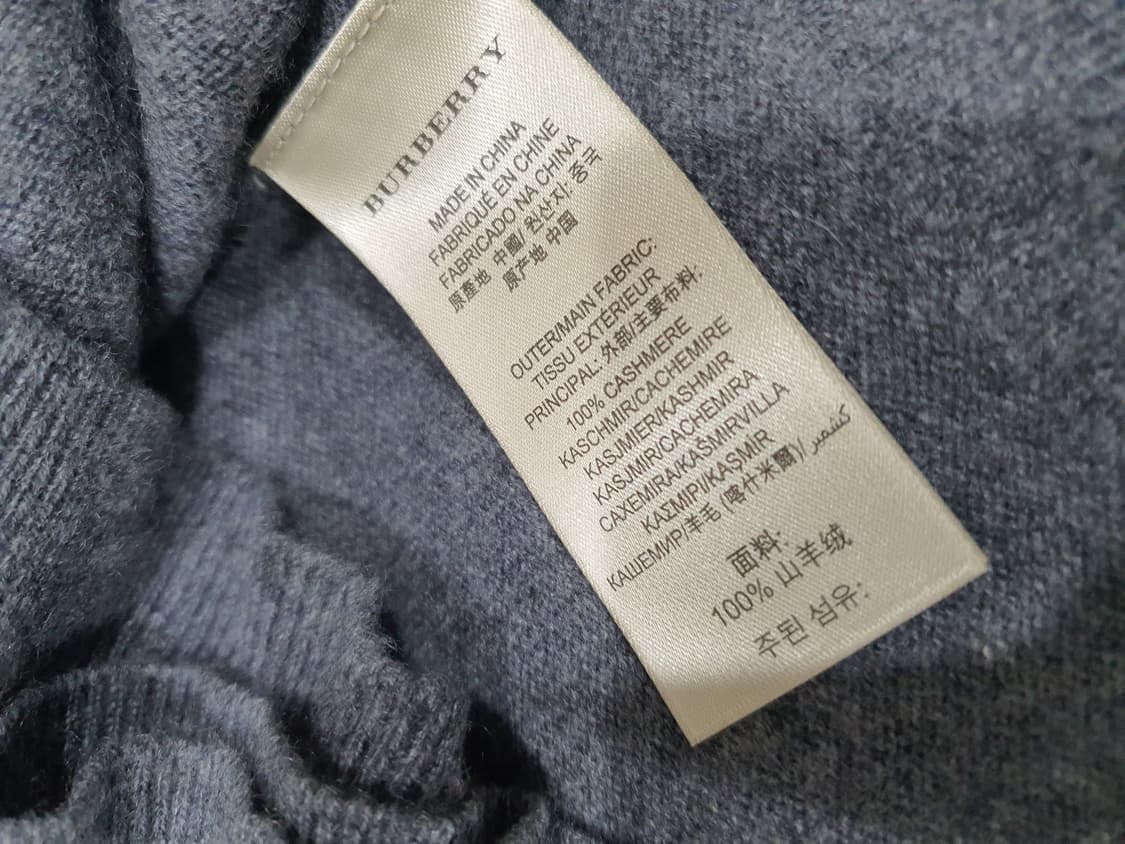 BURBERRY
MADE IN CHINA
FABRIQUÉ EN CHINE
FABRICADO NA CHINA
原產地 中國/ 원산지: 중국
原产地 中国
OUTER/MAIN FABRIC:
TISSU EXTÉRIEUR
PRINCIPAL: 外部/主要布料:
100% CASHMERE
KASCHMIR/CACHEMIRE
KASJMIER/KASHMIR
KASJMIR/CACHEMIRA
CAXEMIRA/KAŠMIRVILLA
ΚΑΣΜΙΡΙ/KAŞMİR
КАШЕМИР/羊毛 (喀什米爾)/ كشمير
面料:
100% 山羊绒
주된 섬유: